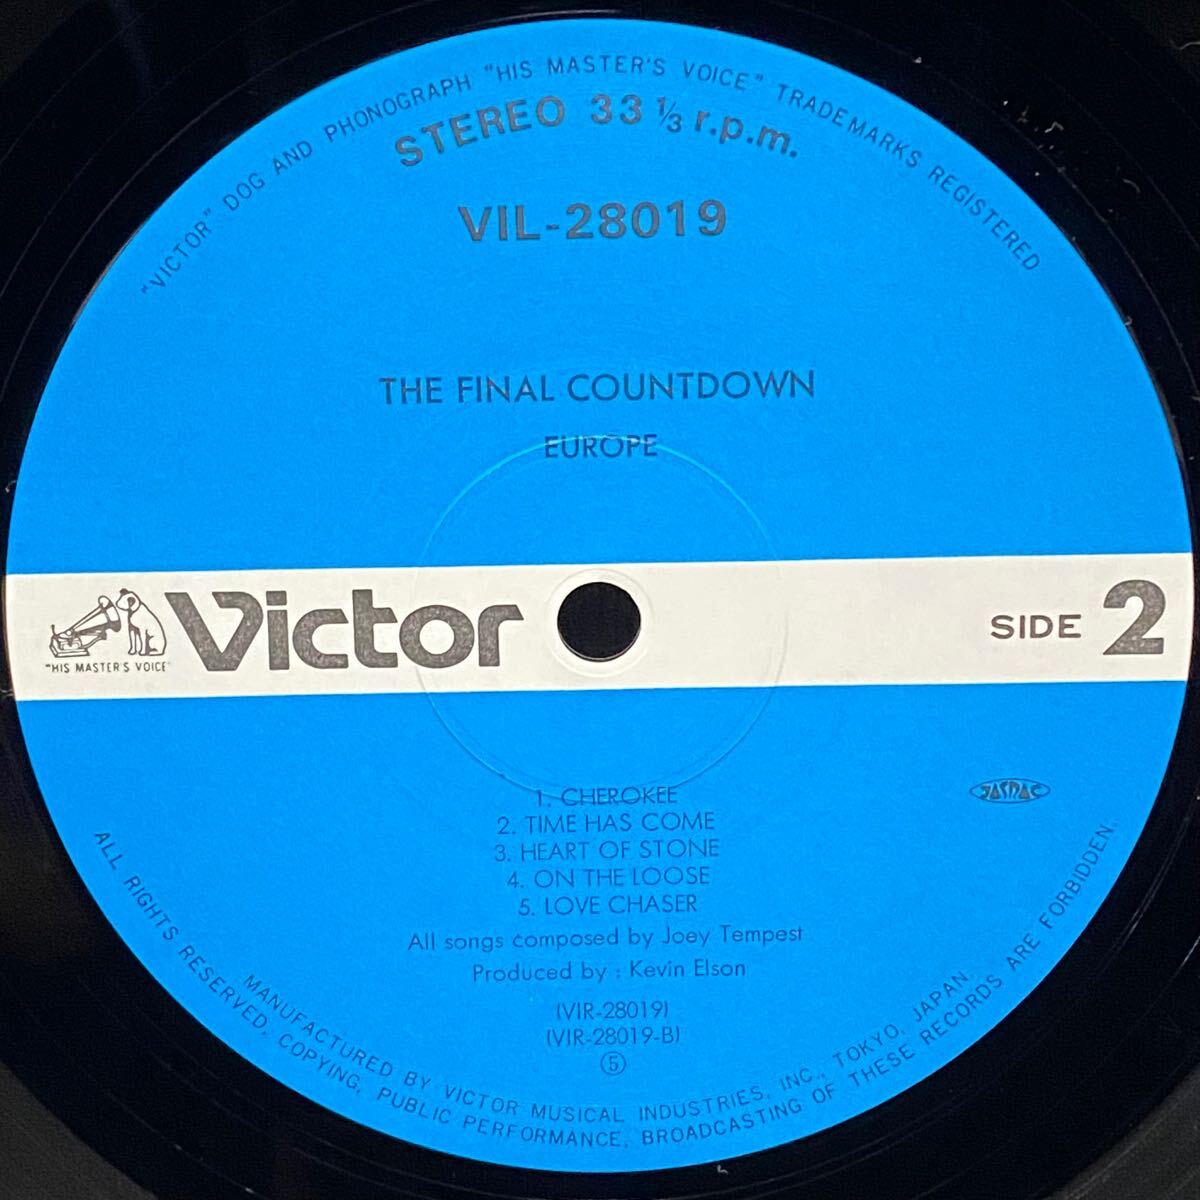 "VICTOR" DOG AND PHONOGRAPH "HIS MASTER'S VOICE" TRADEMARKS REGISTERED
STEREO 33 ⅓ r.p.m.
VIL-28019
THE FINAL COUNTDOWN
EUROPE
"HIS MASTER'S VOICE"
Victor
SIDE 2
JASRAC
1. CHEROKEE
2. TIME HAS COME
3. HEART OF STONE
4. ON THE LOOSE
5. LOVE CHASER
All songs composed by Joey Tempest
Produced by : Kevin Elson
(VIR-28019)
(VIR-28019-B)
⑤
MANUFACTURED BY VICTOR MUSICAL INDUSTRIES, INC., TOKYO, JAPAN.
ALL RIGHTS RESERVED, COPYING, PUBLIC PERFORMANCE, BROADCASTING OF THESE RECORDS ARE FORBIDDEN.